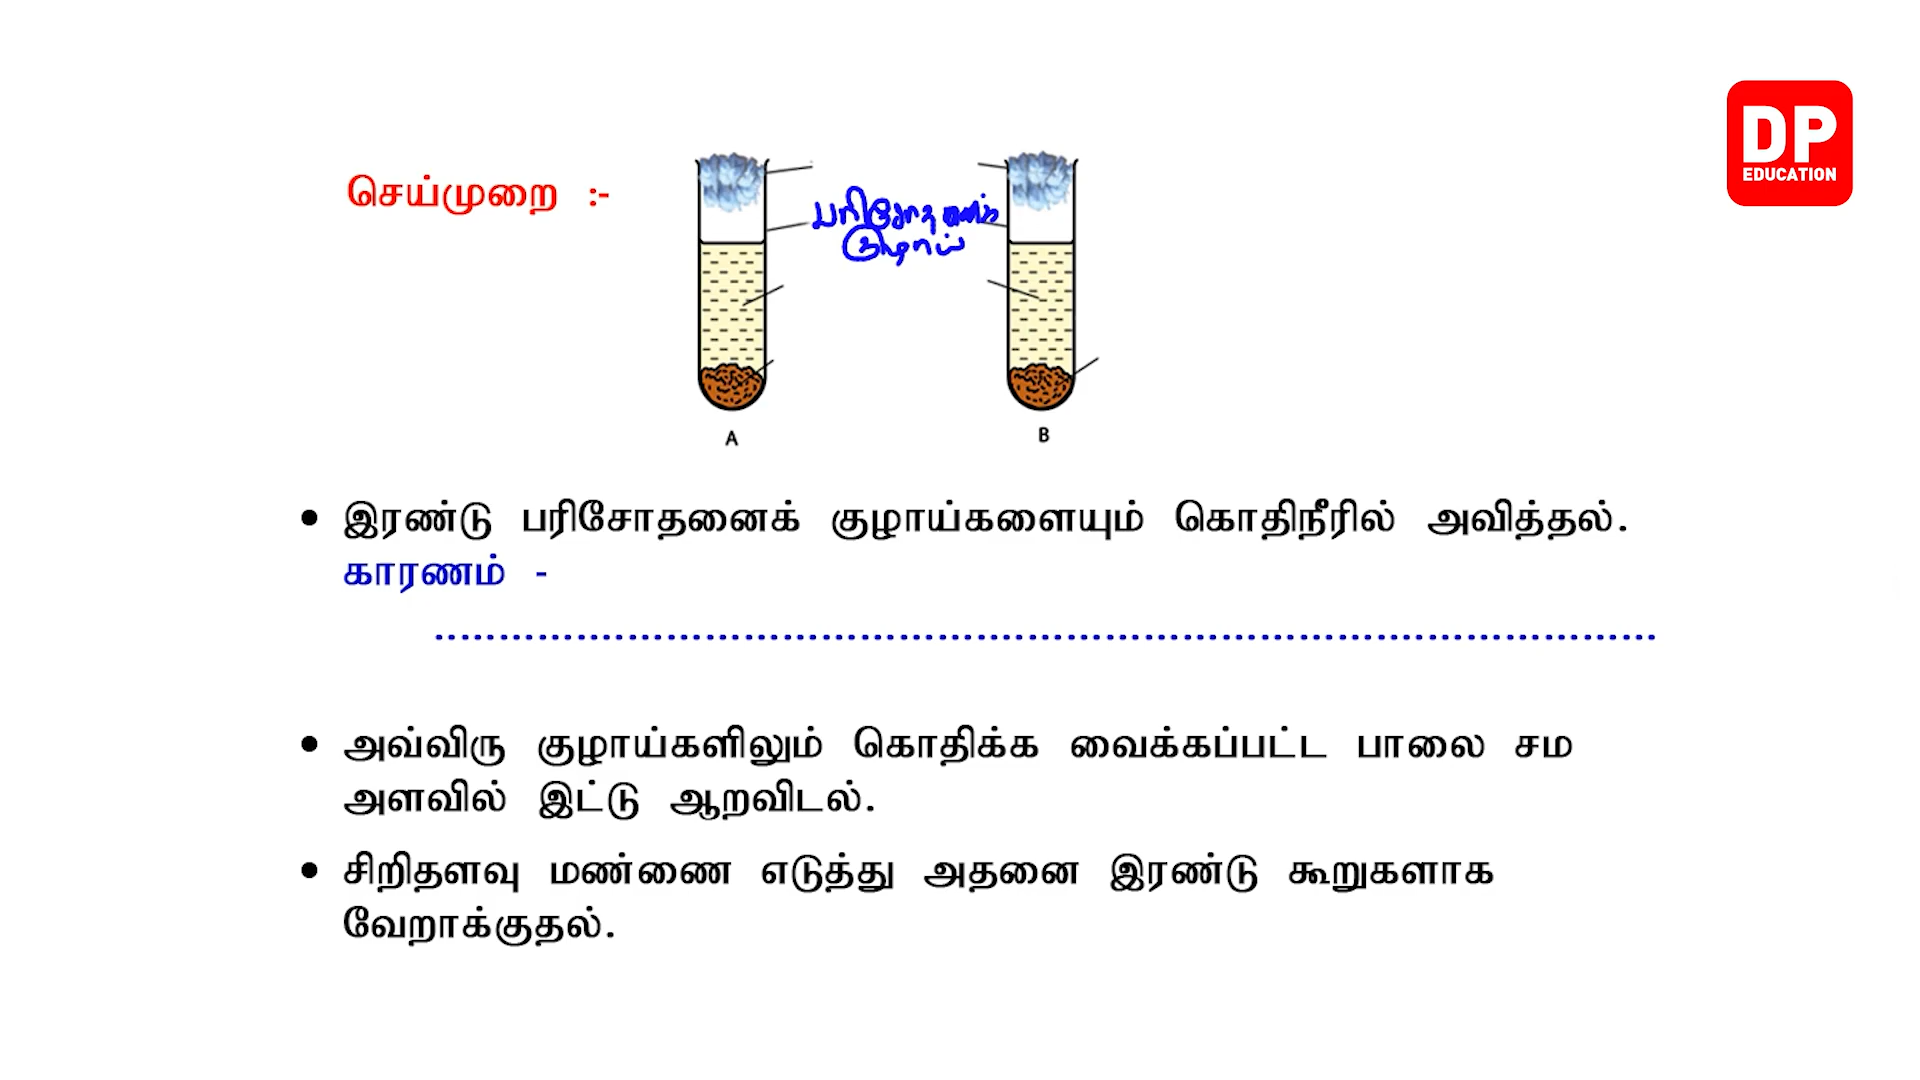 DP
EDUCATION
செய்முறை :-
பரிசோதனைக்
குழாய்
A
B
• இரண்டு பரிசோதனைக் குழாய்களையும் கொதிநீரில் அவித்தல்.
காரணம் -
................................................................................................
• அவ்விரு குழாய்களிலும் கொதிக்க வைக்கப்பட்ட பாலை சம
அளவில் இட்டு ஆறவிடல்.
• சிறிதளவு மண்ணை எடுத்து அதனை இரண்டு கூறுகளாக
வேறாக்குதல்.